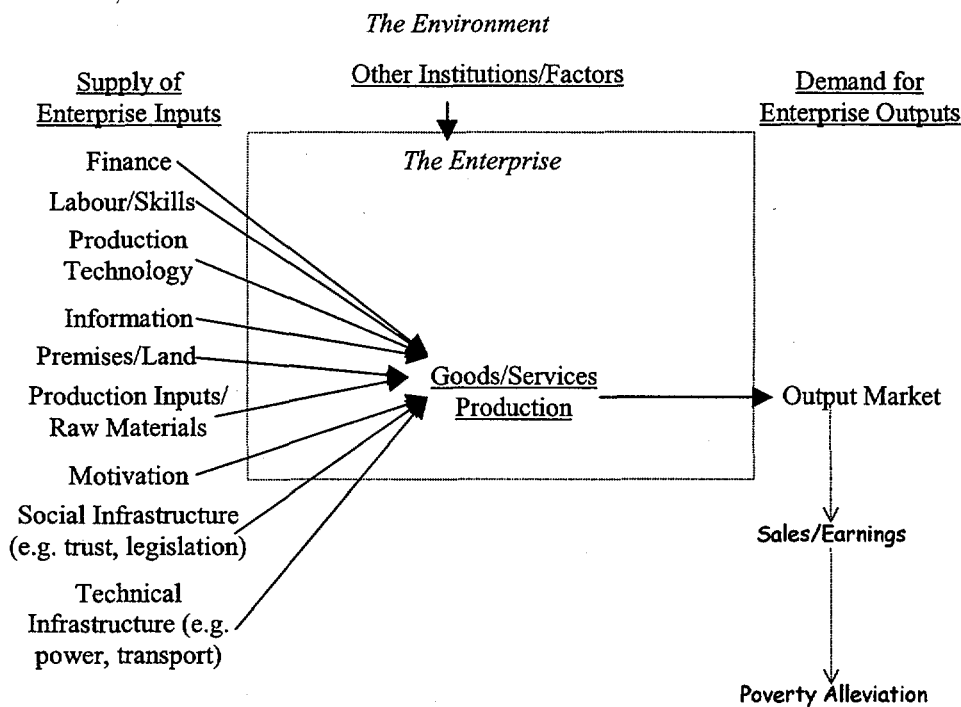 The Environment
Other Institutions/Factors
Supply of
Enterprise Inputs
Demand for
Enterprise Outputs
The Enterprise
Finance
Labour/Skills
Production
Technology
Information
Premises/Land
Production Inputs/
Raw Materials
Motivation
Social Infrastructure
(e.g. trust, legislation)
Technical
Infrastructure (e.g.
power, transport)
Goods/Services
Production
Output Market
Sales/Earnings
Poverty Alleviation